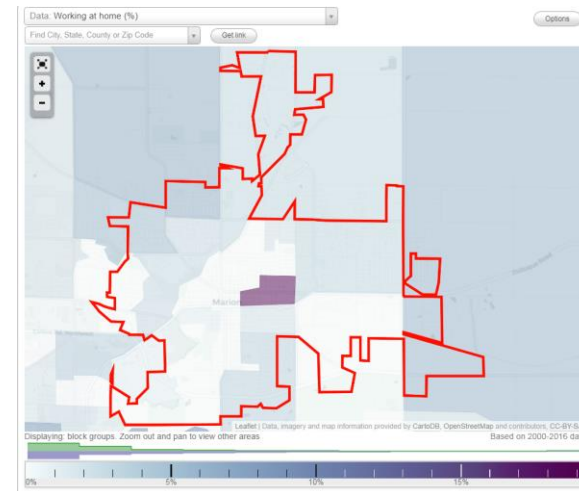 Data: Working at home (%)
Options
Find City, State, County or Zip Code
Get link
+
−
Marion
Leaflet | Data, imagery and map information provided by CartoDB, OpenStreetMap and contributors, CC-BY-S
Displaying: block groups. Zoom out and pan to view other areas
Based on 2000-2016 da
0%
5%
10%
15%